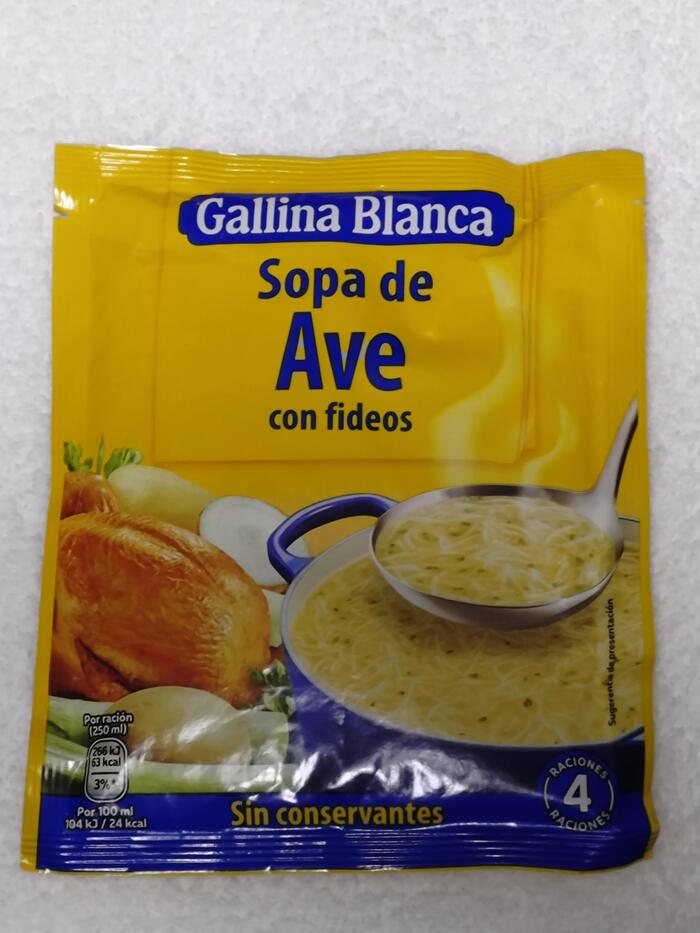 Gallina Blanca
Sopa de
Ave
con fideos
Sugerencia de presentación
Por ración
(250 ml)
266 kJ
63 kcal
3%*
Por 100 ml
104 kJ / 24 kcal
Sin conservantes
RACIONES
4
RACIONES